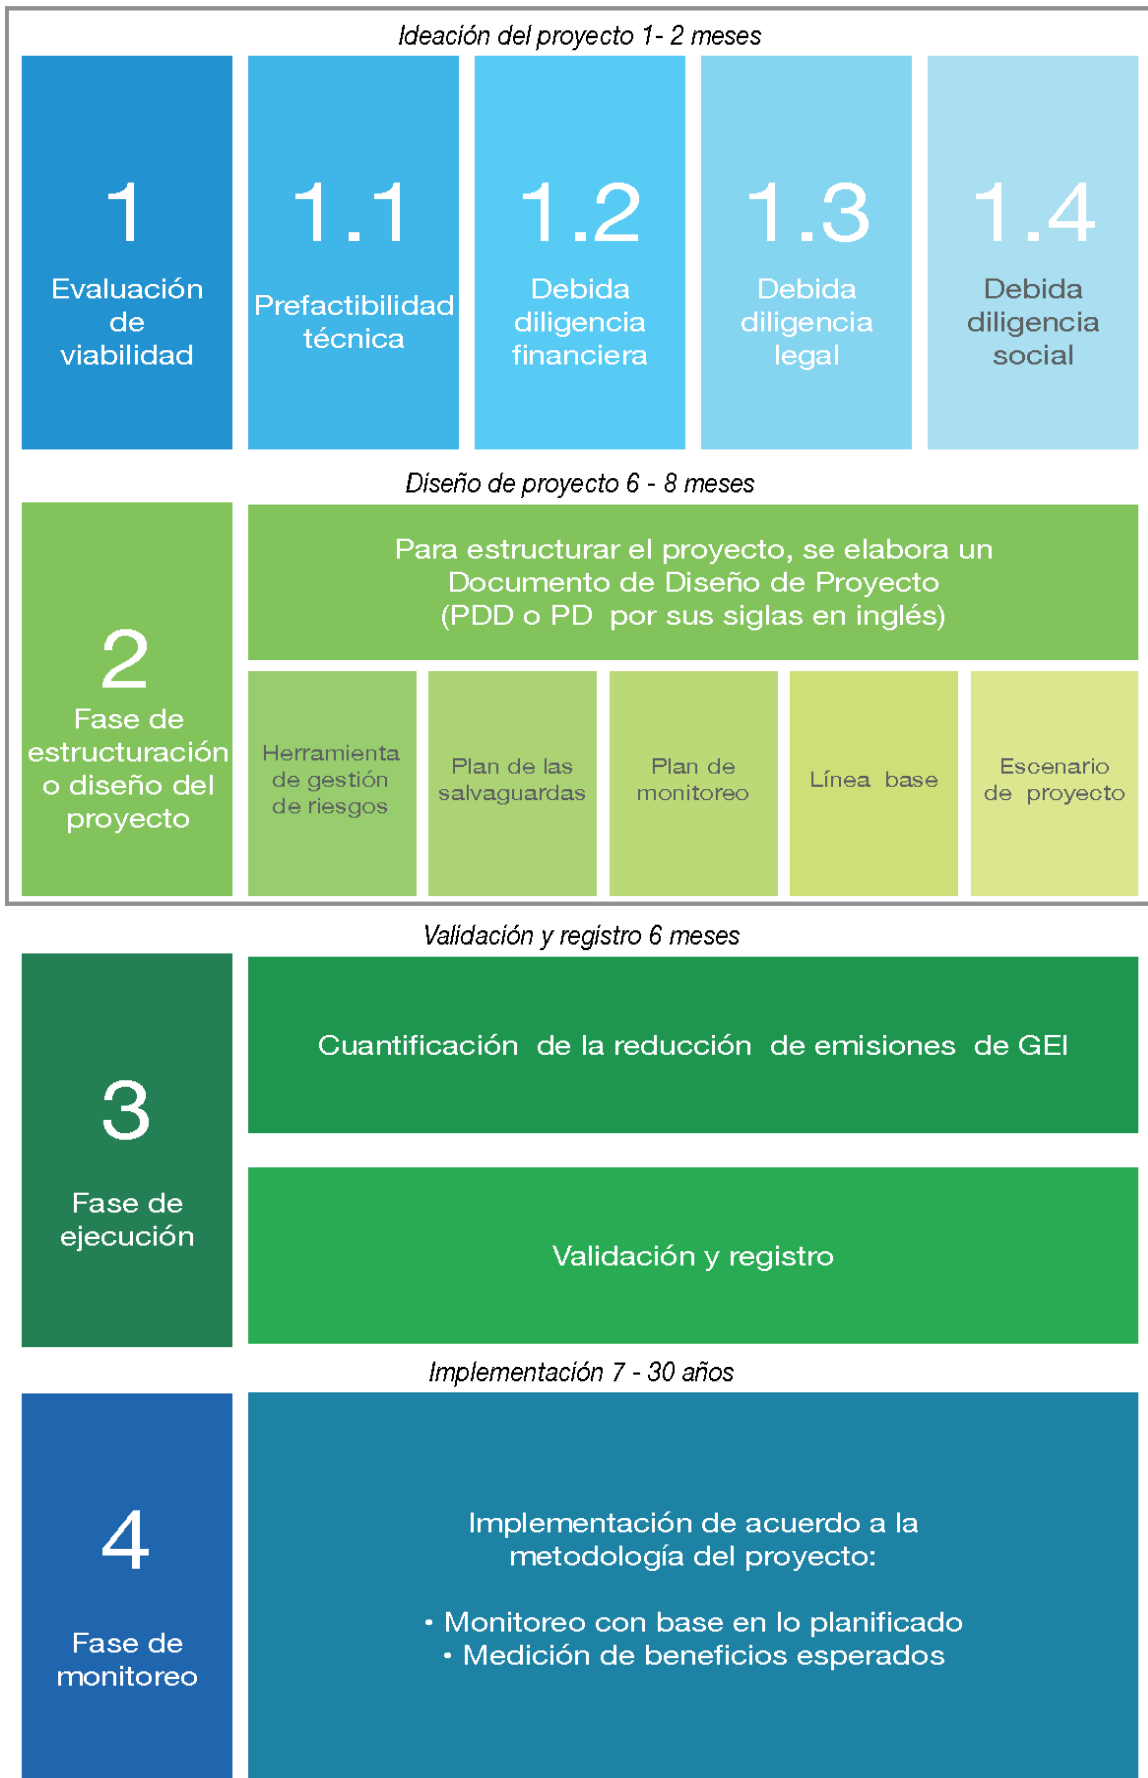 Ideación del proyecto 1- 2 meses
1
Evaluación
de
viabilidad
1.1
Prefactibilidad
técnica
1.2
Debida
diligencia
financiera
1.3
Debida
diligencia
legal
1.4
Debida
diligencia
social
Diseño de proyecto 6 - 8 meses
2
Fase de
estructuración
o diseño del
proyecto
Para estructurar el proyecto, se elabora un
Documento de Diseño de Proyecto
(PDD o PD por sus siglas en inglés)
Herramienta
de gestión
de riesgos
Plan de las
salvaguardas
Plan de
monitoreo
Línea base
Escenario
de proyecto
Validación y registro 6 meses
3
Fase de
ejecución
Cuantificación de la reducción de emisiones de GEI
Validación y registro
Implementación 7 - 30 años
4
Fase de
monitoreo
Implementación de acuerdo a la
metodología del proyecto:
• Monitoreo con base en lo planificado
• Medición de beneficios esperados